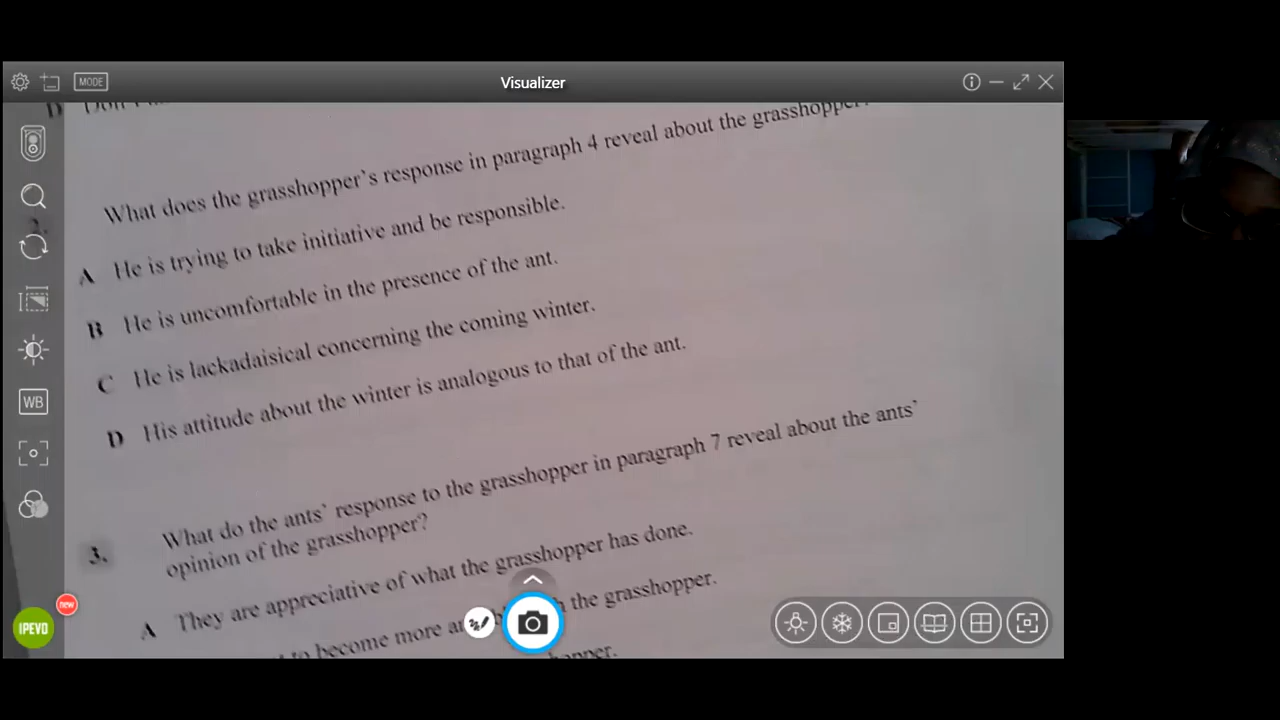 MODE
Visualizer
D
2. What does the grasshopper's response in paragraph 4 reveal about the grasshopper?
A He is trying to take initiative and be responsible.
B He is uncomfortable in the presence of the ant.
C He is lackadaisical concerning the coming winter.
D His attitude about the winter is analogous to that of the ant.
3. What do the ants' response to the grasshopper in paragraph 7 reveal about the ants'
opinion of the grasshopper?
A They are appreciative of what the grasshopper has done.
to become more the grasshopper.
WB
new
IPEVO